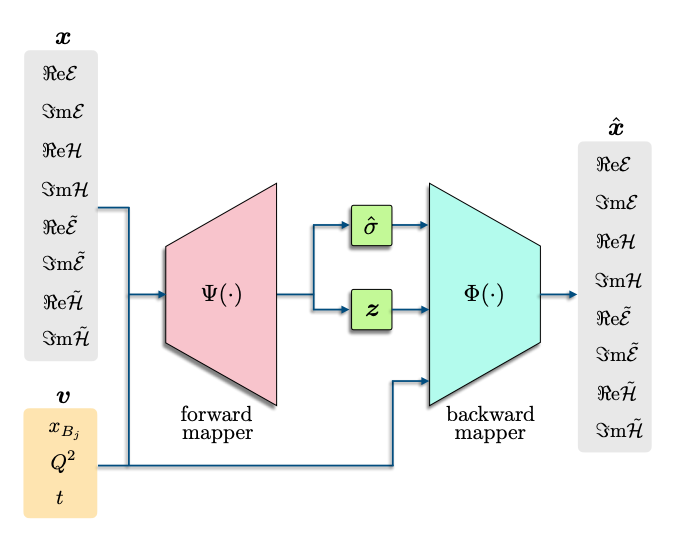 x
ℜeℰ
ℑmℰ
ℜeℋ
ℑmℋ
ℜeℰ̃
ℑmℰ̃
ℜeℋ̃
ℑmℋ̃
v
x_{B_j}
Q²
t
Ψ(·)
forward
mapper
σ̂
z
Φ(·)
backward
mapper
x̂
ℜeℰ
ℑmℰ
ℜeℋ
ℑmℋ
ℜeℰ̃
ℑmℰ̃
ℜeℋ̃
ℑmℋ̃